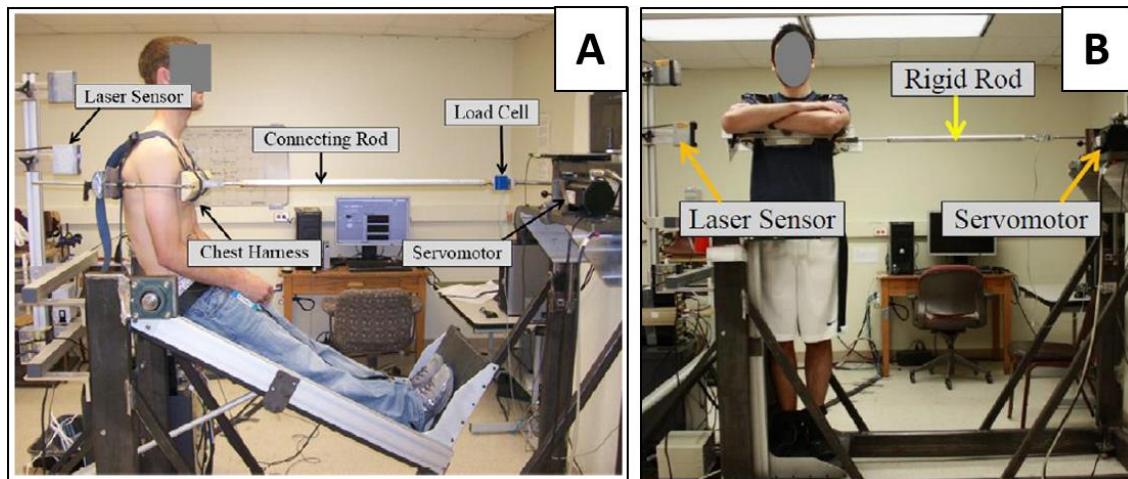 A
Laser Sensor
Load Cell
Connecting Rod
Chest Harness
Servomotor
B
Rigid Rod
Laser Sensor
Servomotor